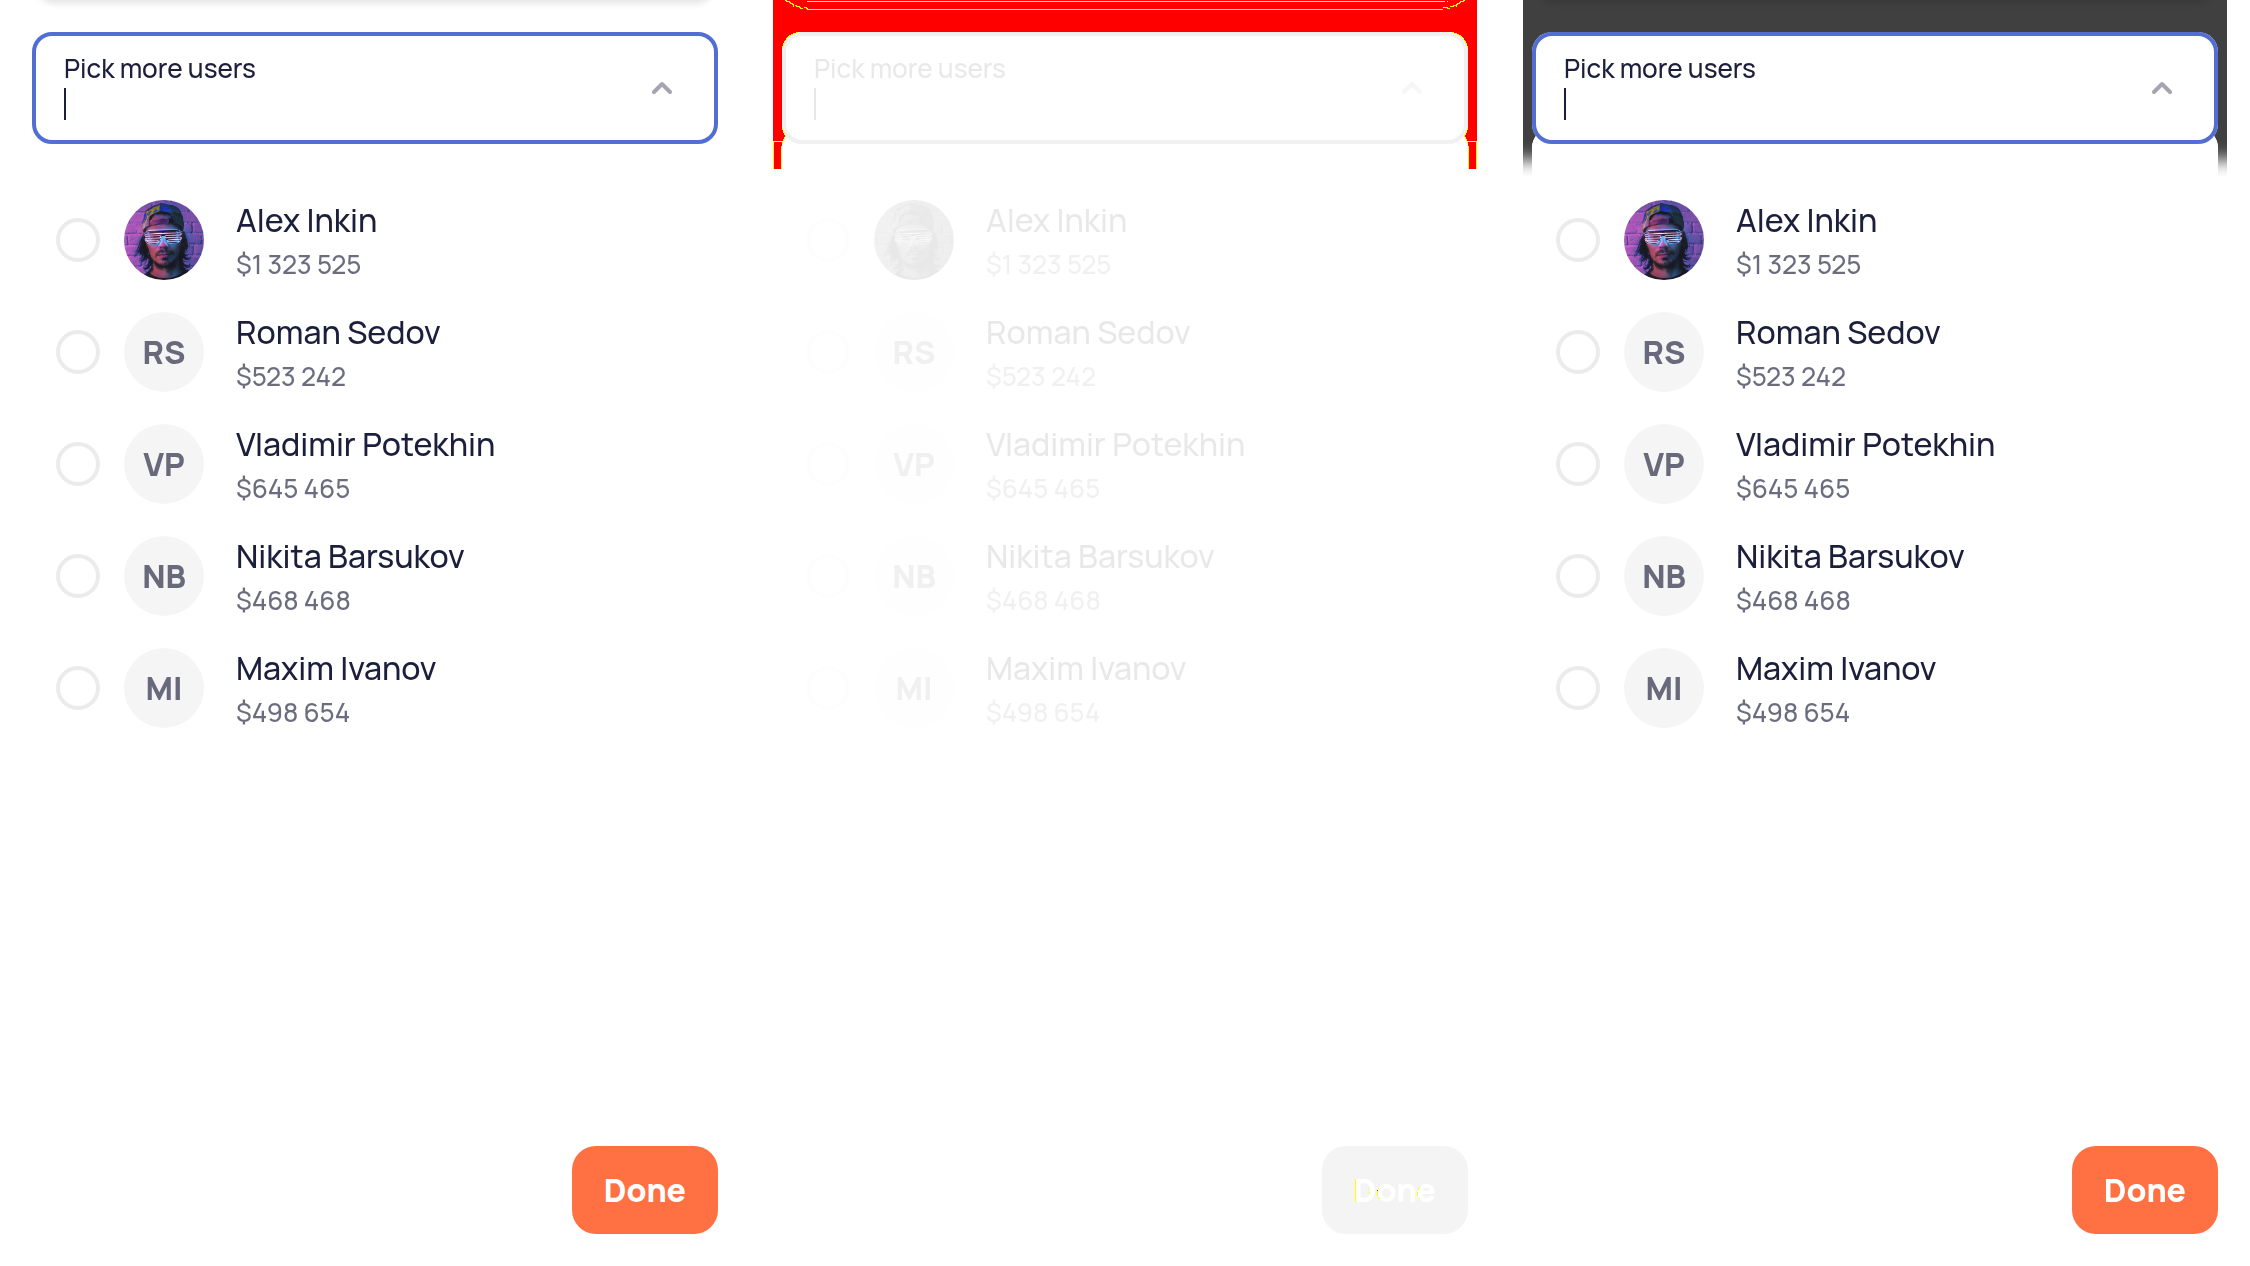 Pick more users
Alex Inkin
$1 323 525
RS
Roman Sedov
$523 242
VP
Vladimir Potekhin
$645 465
NB
Nikita Barsukov
$468 468
MI
Maxim Ivanov
$498 654
Done
Pick more users
Alex Inkin
$1 323 525
RS
Roman Sedov
$523 242
VP
Vladimir Potekhin
$645 465
NB
Nikita Barsukov
$468 468
MI
Maxim Ivanov
$498 654
Done
Pick more users
Alex Inkin
$1 323 525
RS
Roman Sedov
$523 242
VP
Vladimir Potekhin
$645 465
NB
Nikita Barsukov
$468 468
MI
Maxim Ivanov
$498 654
Done